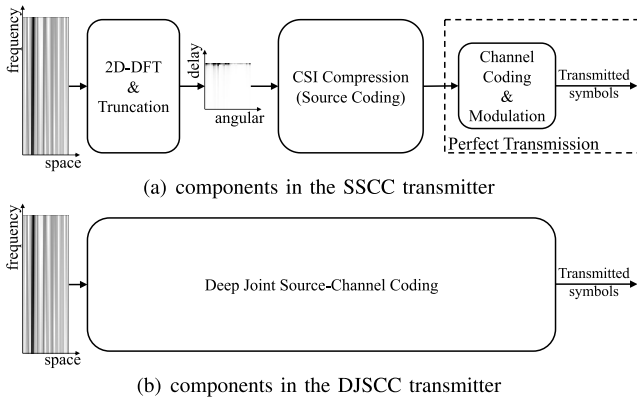 frequency
space
2D-DFT
&
Truncation
delay
angular
CSI Compression
(Source Coding)
Channel
Coding
&
Modulation
Perfect Transmission
Transmitted
symbols
(a) components in the SSCC transmitter
frequency
space
Deep Joint Source-Channel Coding
Transmitted
symbols
(b) components in the DJSCC transmitter